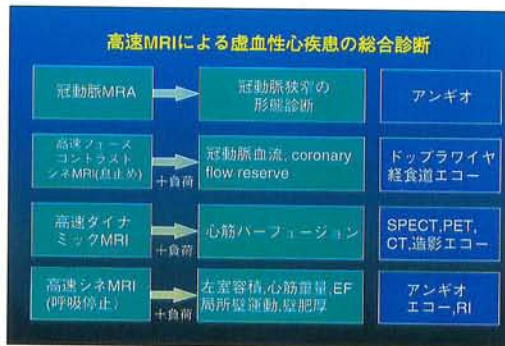 高速MRIによる虚血性心疾患の総合診断
冠動脈MRA
冠動脈狭窄の
形態診断
アンギオ
高速フェーズ
コントラスト
シネMRI(息止め)
＋負荷
冠動脈血流, coronary
flow reserve
ドップラワイヤ
経食道エコー
高速ダイナ
ミックMRI
＋負荷
心筋パーフュージョン
SPECT,PET,
CT,造影エコー
高速シネMRI
(呼吸停止)
＋負荷
左室容積,心筋重量,EF
局所壁運動,壁肥厚
アンギオ
エコー,RI